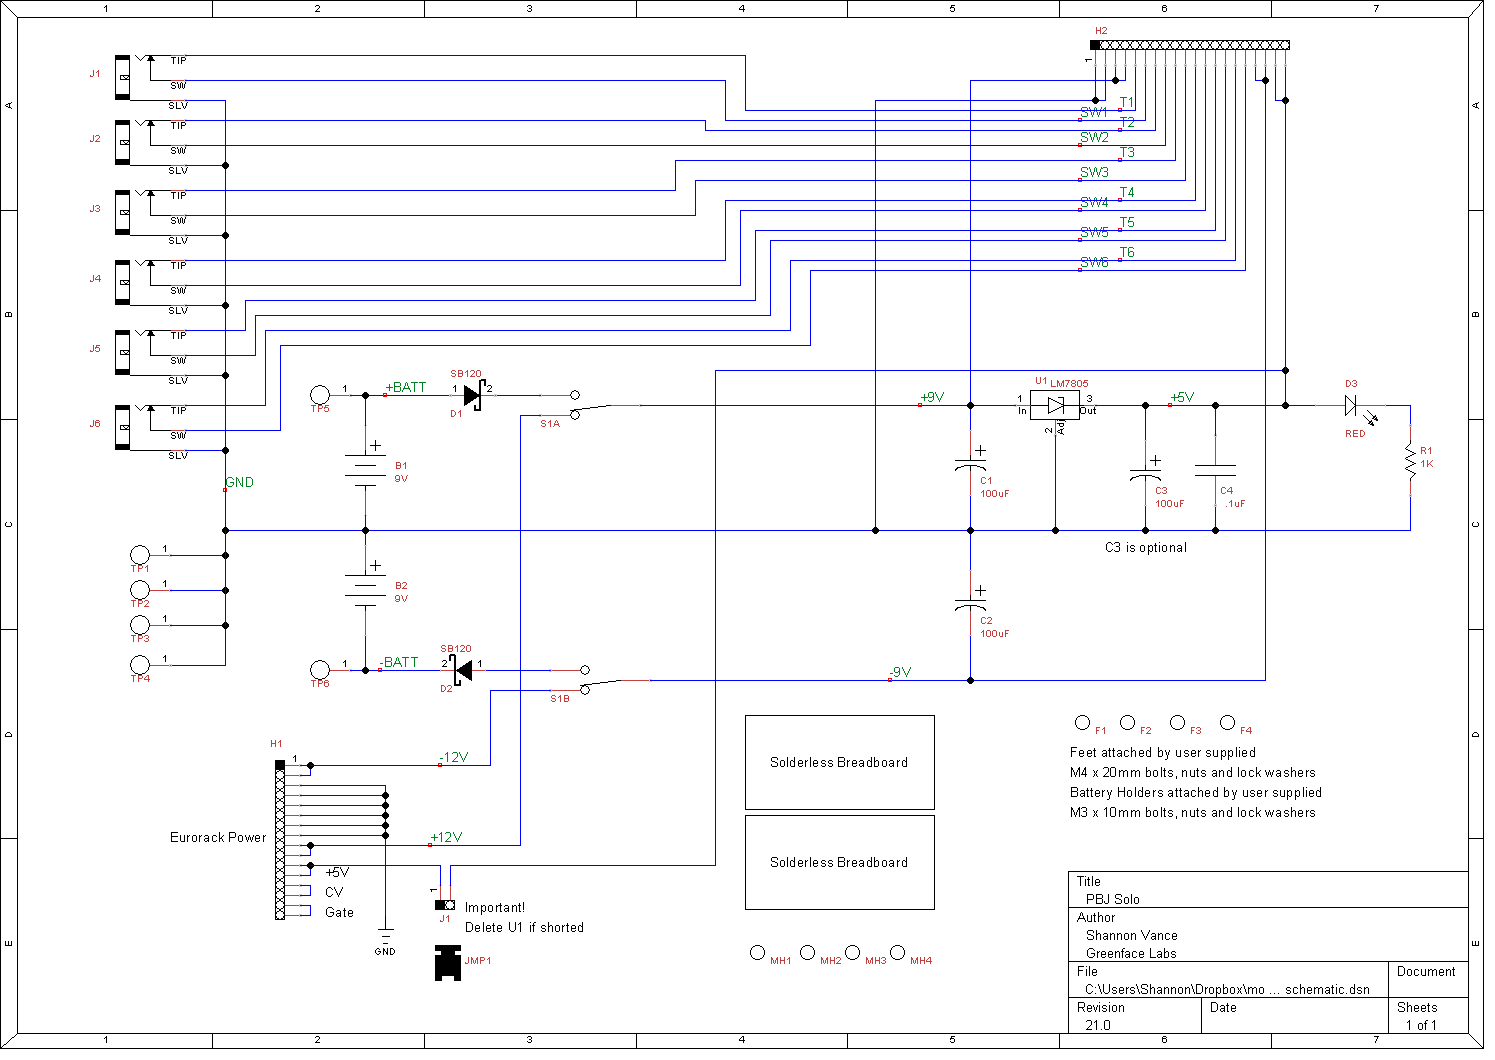 1 2 3 4 5 6 7
A B C D E
A B C D E
1 2 3 4 5 6 7
J1 TIP SW SLV
J2 TIP SW SLV
J3 TIP SW SLV
J4 TIP SW SLV
J5 TIP SW SLV
J6 TIP SW SLV
H2
1
T1
SW1
T2
SW2
T3
SW3
T4
SW4
T5
SW5
T6
SW6
GND
TP5 1 +BATT
SB120
1 2
D1
S1A
+9V
U1 LM7805
1 In
3 Out
2 Adj
+5V
D3
RED
R1
1K
B1
9V
C1
100uF
C3
100uF
C4
.1uF
C3 is optional
TP1 1
TP2 1
TP3 1
TP4 1
B2
9V
C2
100uF
TP6 1 -BATT
SB120
2 1
D2
S1B
-9V
H1
1
-12V
+12V
Eurorack Power
+5V
CV
Gate
GND
1
J1
Important!
Delete U1 if shorted
JMP1
Solderless Breadboard
Solderless Breadboard
MH1 MH2 MH3 MH4
F1 F2 F3 F4
Feet attached by user supplied
M4 x 20mm bolts, nuts and lock washers
Battery Holders attached by user supplied
M3 x 10mm bolts, nuts and lock washers
Title
PBJ Solo
Author
Shannon Vance
Greenface Labs
File
C:\Users\Shannon\Dropbox\mo ... schematic.dsn
Document
Revision
21.0
Date
Sheets
1 of 1